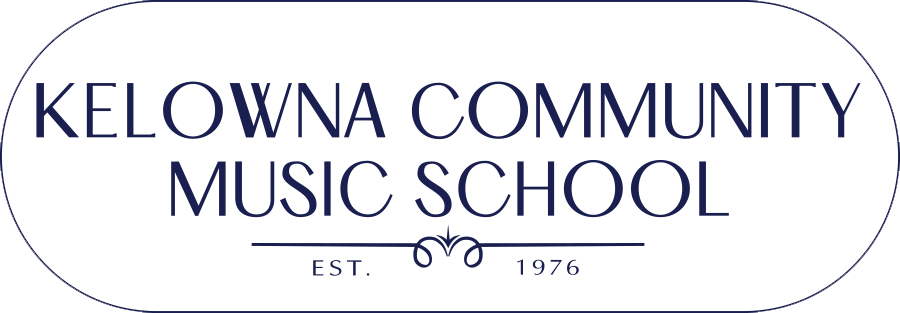 KELOWNA COMMUNITY
MUSIC SCHOOL
EST. 1976